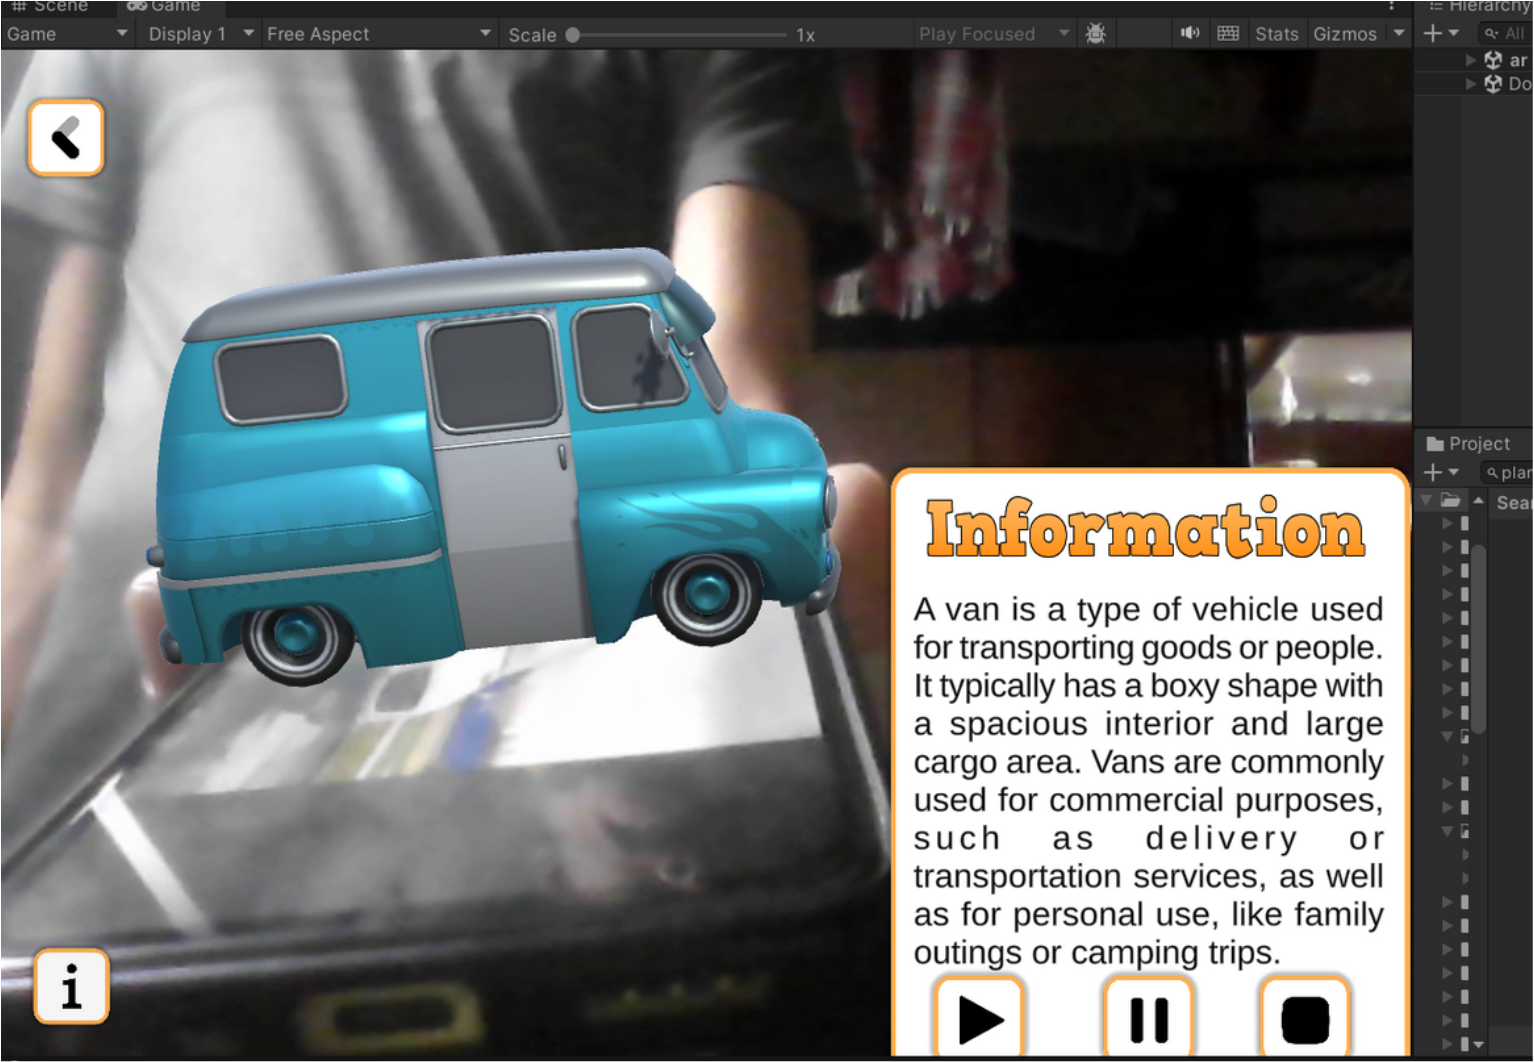 Scene
Game
Hierarchy
Game
Display 1
Free Aspect
Scale
1x
Play Focused
Stats
Gizmos
All
ar
Do
Project
plan
Sea
Information
A van is a type of vehicle used
for transporting goods or people.
It typically has a boxy shape with
a spacious interior and large
cargo area. Vans are commonly
used for commercial purposes,
such as delivery or
transportation services, as well
as for personal use, like family
outings or camping trips.
i